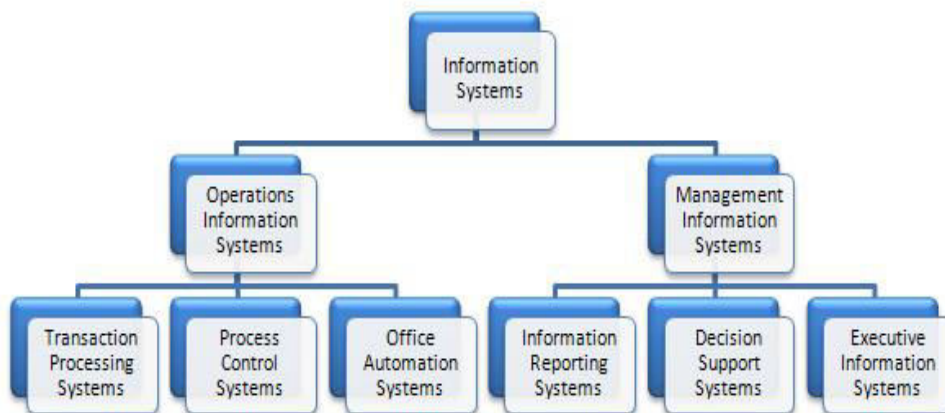 Information
Systems
Operations
Information
Systems
Management
Information
Systems
Transaction
Processing
Systems
Process
Control
Systems
Office
Automation
Systems
Information
Reporting
Systems
Decision
Support
Systems
Executive
Information
Systems